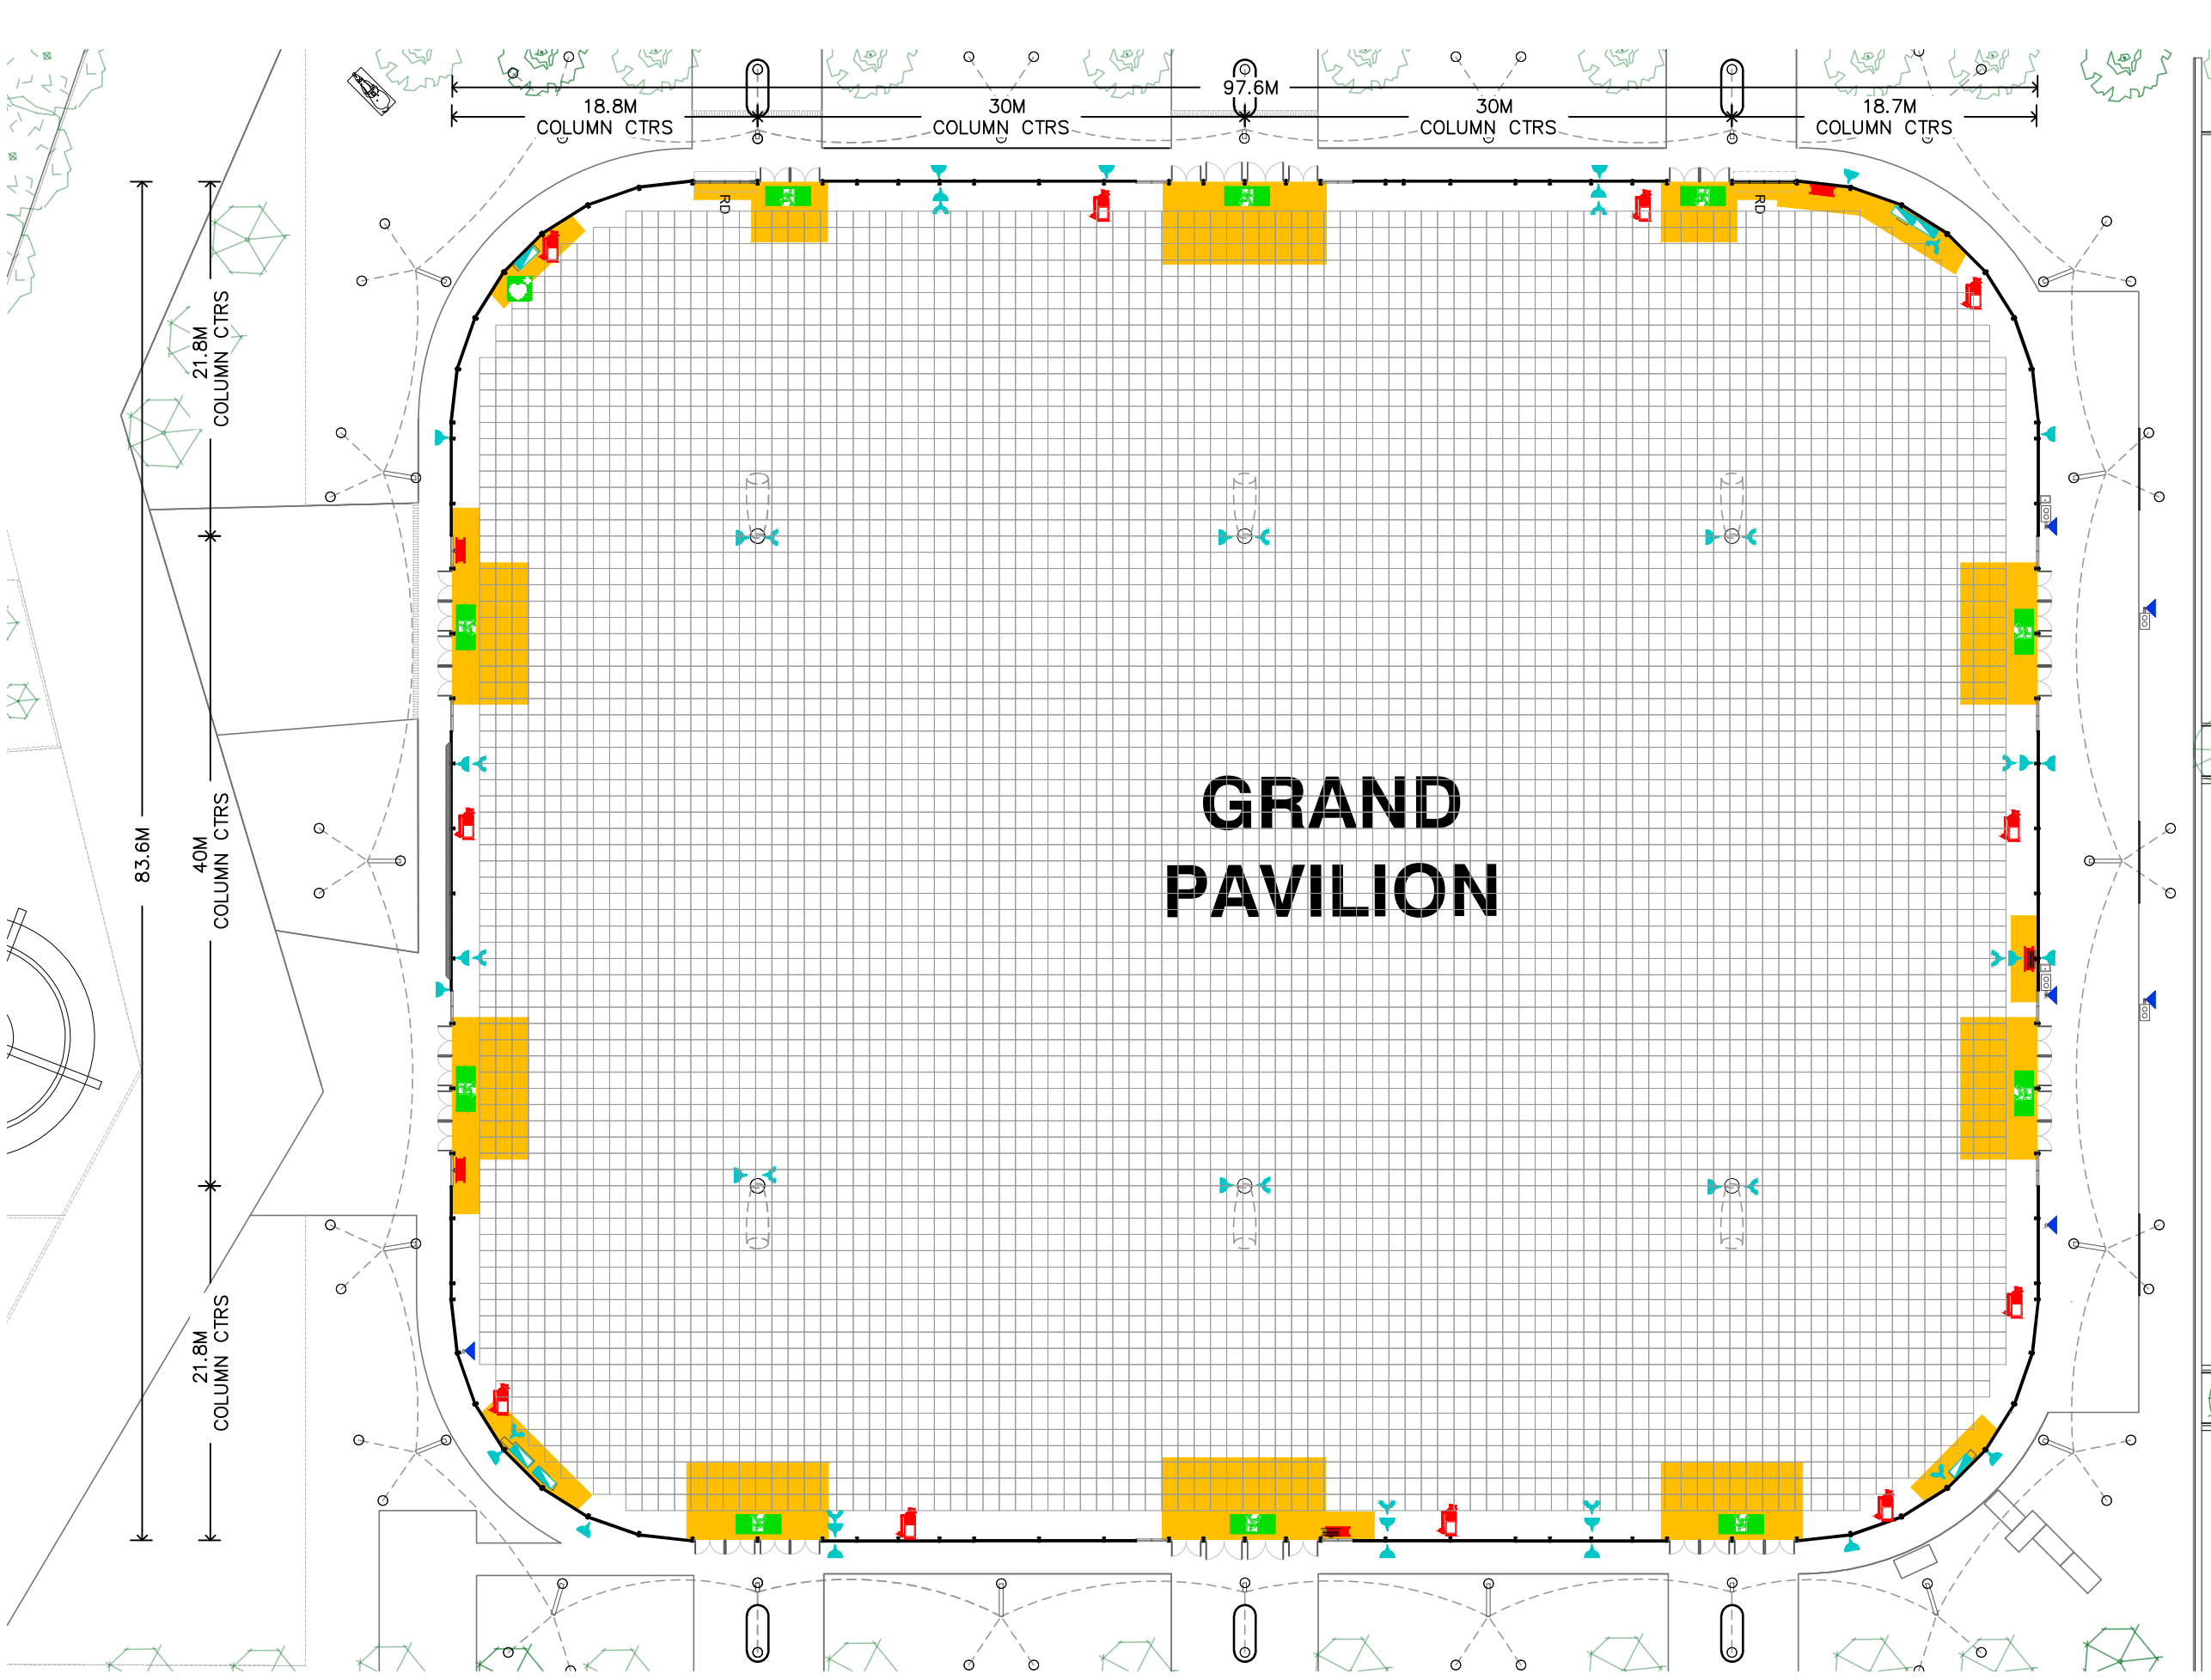 97.6M
18.8M
COLUMN CTRS
30M
COLUMN CTRS
30M
COLUMN CTRS
18.7M
COLUMN CTRS
RD
RD
21.8M
COLUMN CTRS
83.6M
40M
COLUMN CTRS
21.8M
COLUMN CTRS
GRAND
PAVILION